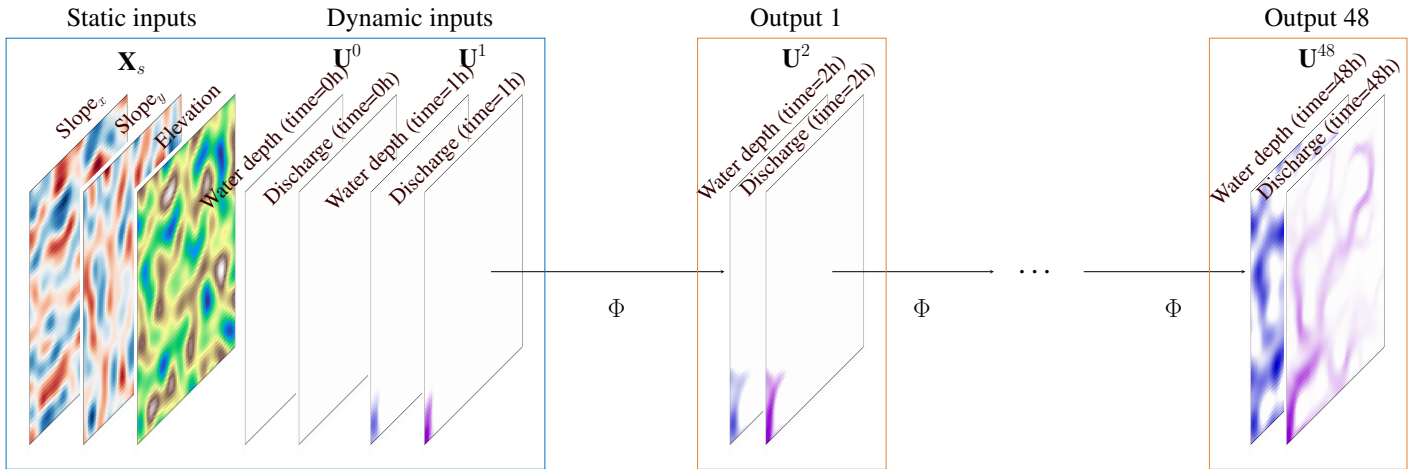 Static inputs
Dynamic inputs
Output 1
Output 48
𝐗ₛ
𝐔⁰
𝐔¹
𝐔²
𝐔⁴⁸
Slopeₓ
Slope_y
Elevation
Water depth (time=0h)
Discharge (time=0h)
Water depth (time=1h)
Discharge (time=1h)
Water depth (time=2h)
Discharge (time=2h)
Water depth (time=48h)
Discharge (time=48h)
. . .
Φ
Φ
Φ